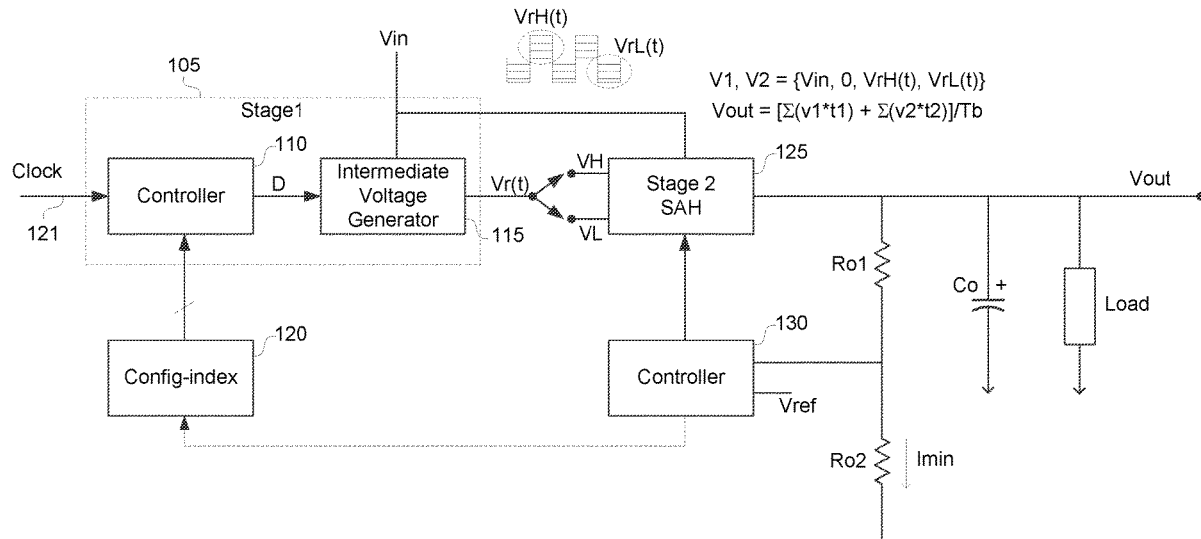 VrH(t)
Vin
VrL(t)
105
V1, V2 = {Vin, 0, VrH(t), VrL(t)}
Stage1
Vout = [Σ(v1*t1) + Σ(v2*t2)]/Tb
110
125
Clock
Controller
D
Intermediate
Voltage
Generator
Vr(t)
VH
VL
Stage 2
SAH
Vout
121
115
Ro1
Co
+
Load
120
130
Config-index
Controller
Vref
Ro2
Imin